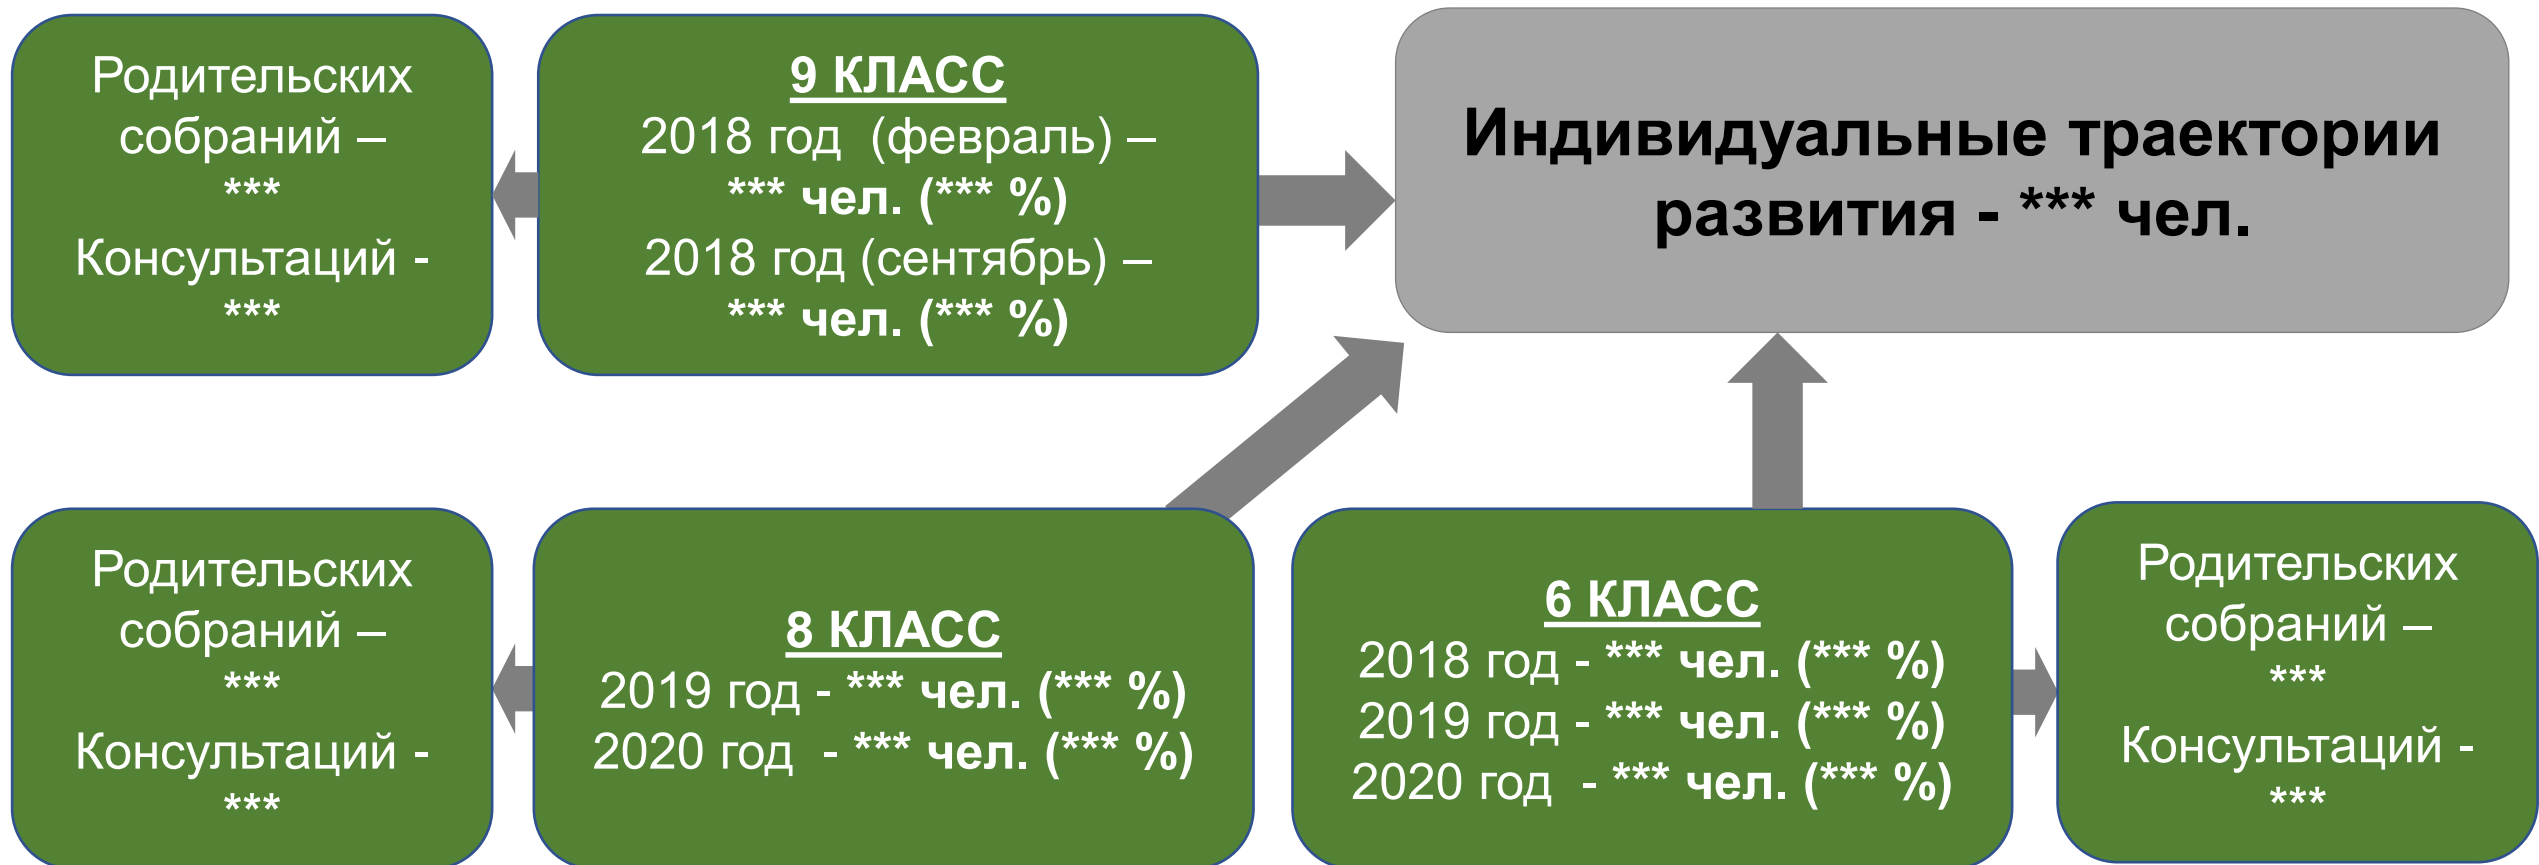 Родительских
собраний –
***
Консультаций -
***
9 КЛАСС
2018 год  (февраль) –
*** чел. (*** %)
2018 год (сентябрь) –
*** чел. (*** %)
Индивидуальные траектории
развития - *** чел.
Родительских
собраний –
***
Консультаций -
***
8 КЛАСС
2019 год - *** чел. (*** %)
2020 год  - *** чел. (*** %)
6 КЛАСС
2018 год - *** чел. (*** %)
2019 год - *** чел. (*** %)
2020 год  - *** чел. (*** %)
Родительских
собраний –
***
Консультаций -
***